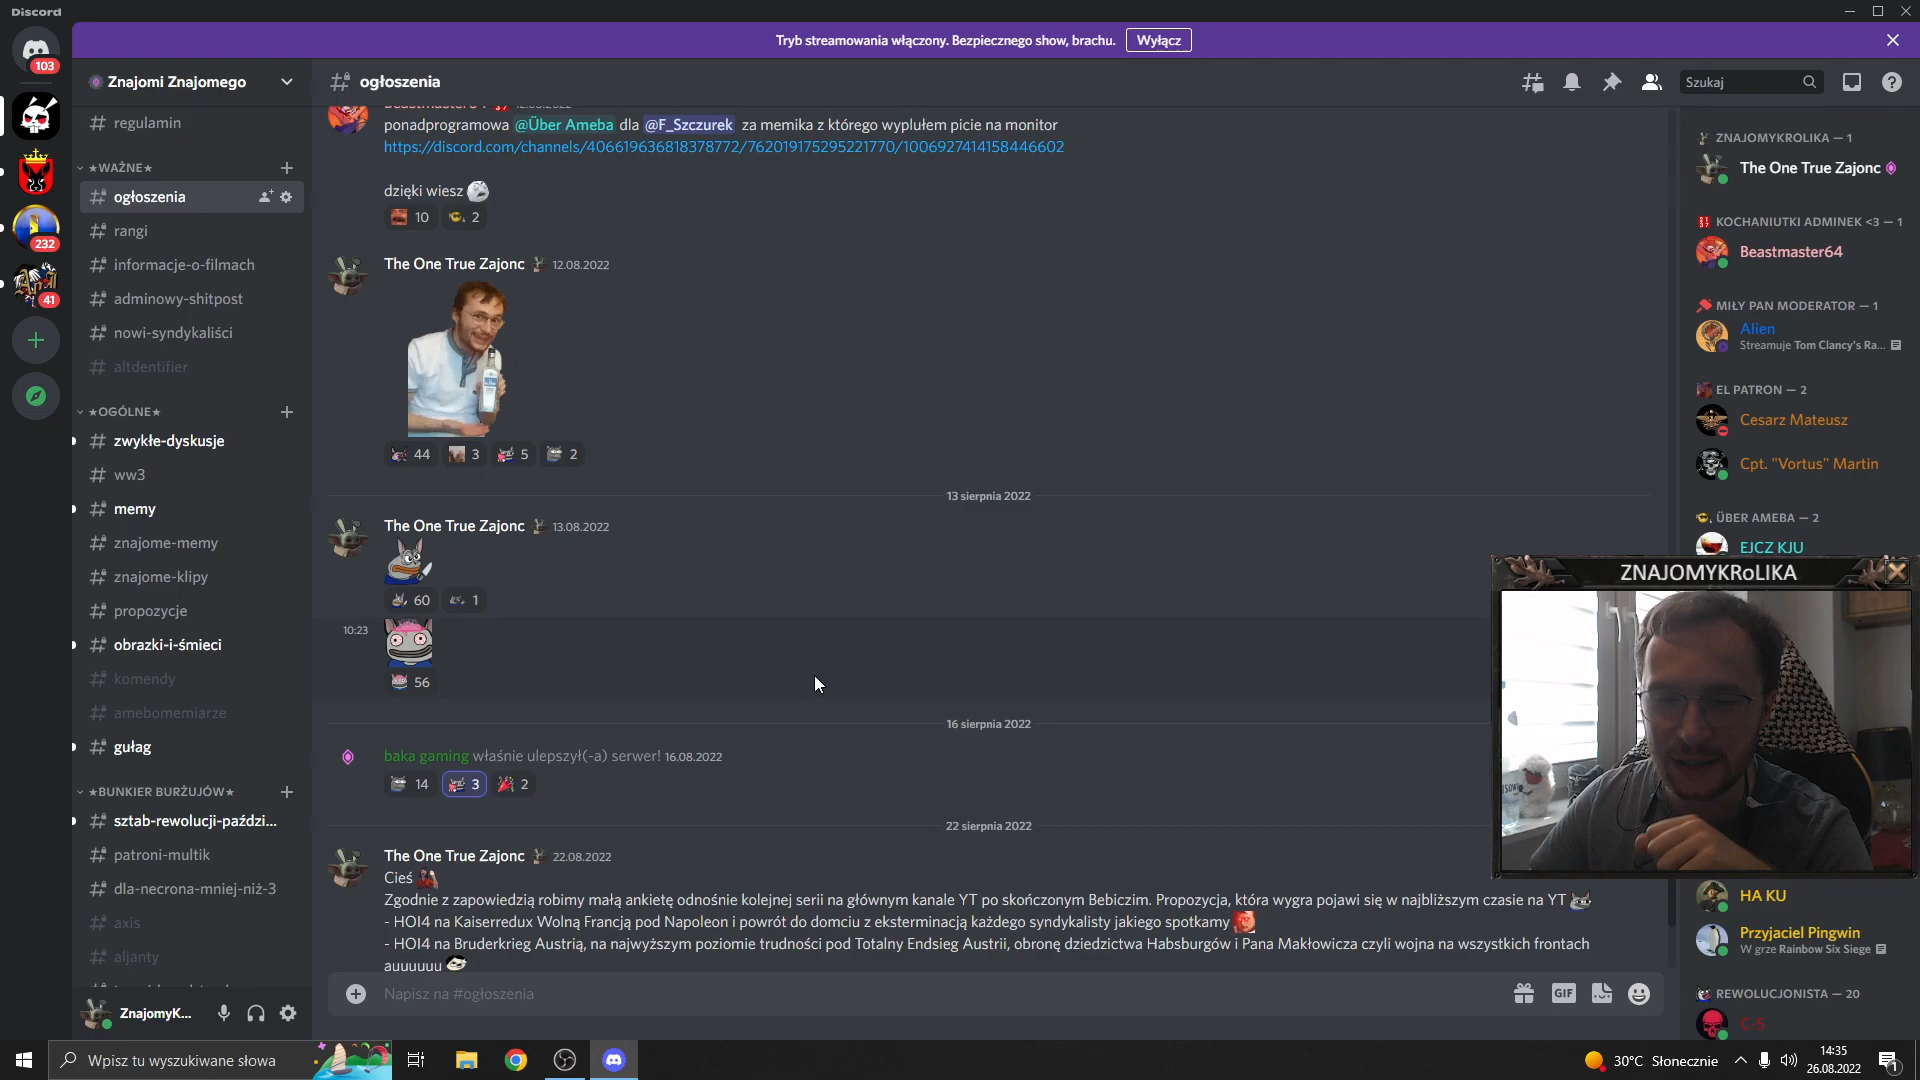 Discord
Tryb streamowania włączony. Bezpiecznego show, brachu.
Wyłącz
103
232
41
Znajomi Znajomego
regulamin
★WAŻNE★
ogłoszenia
rangi
informacje-o-filmach
adminowy-shitpost
nowi-syndykaliści
altdentifier
★OGÓLNE★
zwykłe-dyskusje
ww3
memy
znajome-memy
znajome-klipy
propozycje
obrazki-i-śmieci
komendy
amebomemiarze
gułag
★BUNKIER BURŻUJÓW★
sztab-rewolucji-paździ...
patroni-multik
dla-necrona-mniej-niż-3
axis
aljanty
ZnajomyK...
ogłoszenia
Szukaj
Beastmaster64 12.08.2022
ponadprogramowa @Über Ameba dla @F_Szczurek za memika z którego wyplułem picie na monitor
https://discord.com/channels/406619636818378772/762019175295221770/1006927414158446602
dzięki wiesz
10 2
The One True Zajonc 12.08.2022
44 3 5 2
13 sierpnia 2022
The One True Zajonc 13.08.2022
60 1
10:23
56
16 sierpnia 2022
baka gaming właśnie ulepszył(-a) serwer! 16.08.2022
14 3 2
22 sierpnia 2022
The One True Zajonc 22.08.2022
Cieś
Zgodnie z zapowiedzią robimy małą ankietę odnośnie kolejnej serii na głównym kanale YT po skończonym Bebiczim. Propozycja, która wygra pojawi się w najbliższym czasie na YT
- HOI4 na Kaiserredux Wolną Francją pod Napoleon i powrót do domciu z eksterminacją każdego syndykalisty jakiego spotkamy
- HOI4 na Bruderkrieg Austrią, na najwyższym poziomie trudności pod Totalny Endsieg Austrii, obronę dziedzictwa Habsburgów i Pana Makłowicza czyli wojna na wszystkich frontach
auuuuuu
Napisz na #ogłoszenia
GIF
ZNAJOMYKROLIKA — 1
The One True Zajonc
KOCHANIUTKI ADMINEK <3 — 1
Beastmaster64
MIŁY PAN MODERATOR — 1
Alien
Streamuje Tom Clancy's Ra...
EL PATRON — 2
Cesarz Mateusz
Cpt. "Vortus" Martin
ÜBER AMEBA — 2
EJCZ KJU
ZNAJOMYKRoLIKA
HA KU
Przyjaciel Pingwin
W grze Rainbow Six Siege
REWOLUCJONISTA — 20
C-5
Wpisz tu wyszukiwane słowa
30°C Słonecznie
14:35
26.08.2022
1